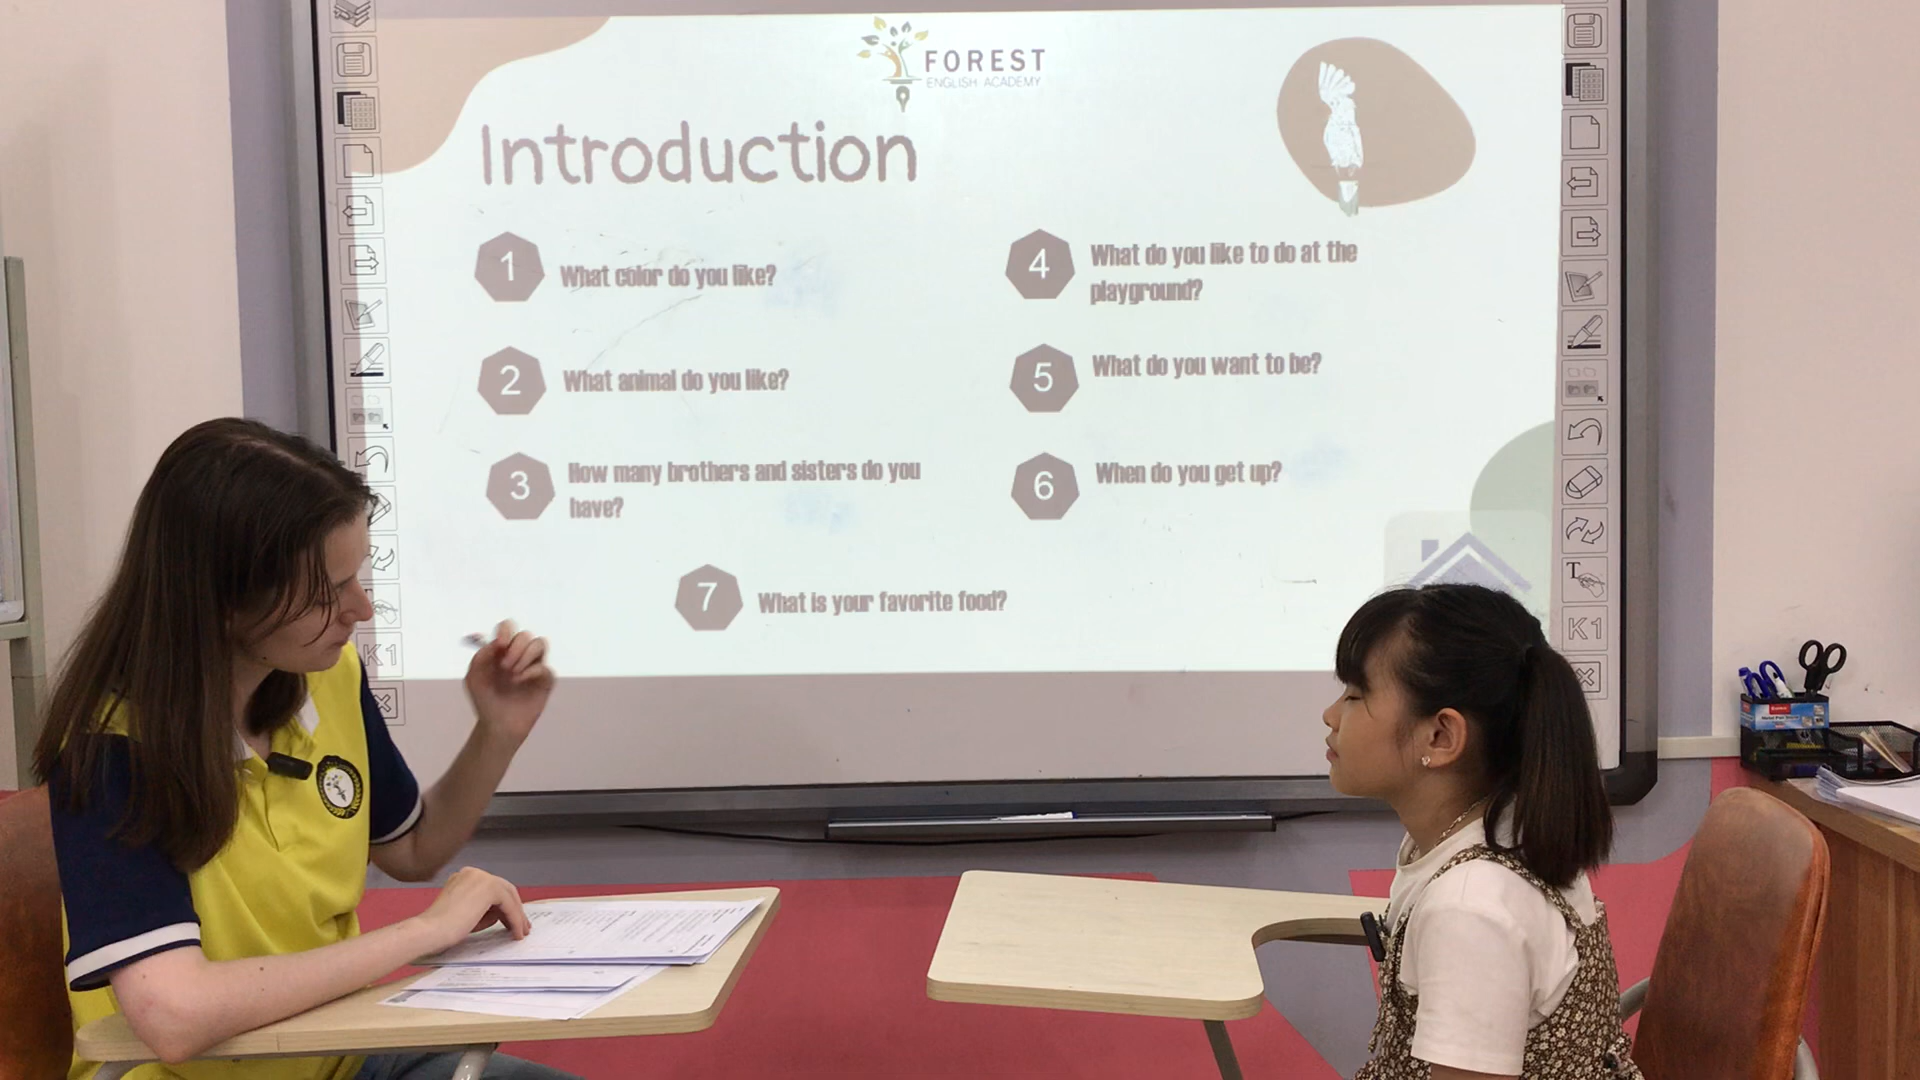 FOREST
ENGLISH ACADEMY
Introduction
1 What color do you like?
2 What animal do you like?
3 How many brothers and sisters do you
have?
4 What do you like to do at the
playground?
5 What do you want to be?
6 When do you get up?
7 What is your favorite food?
K1
K1
T